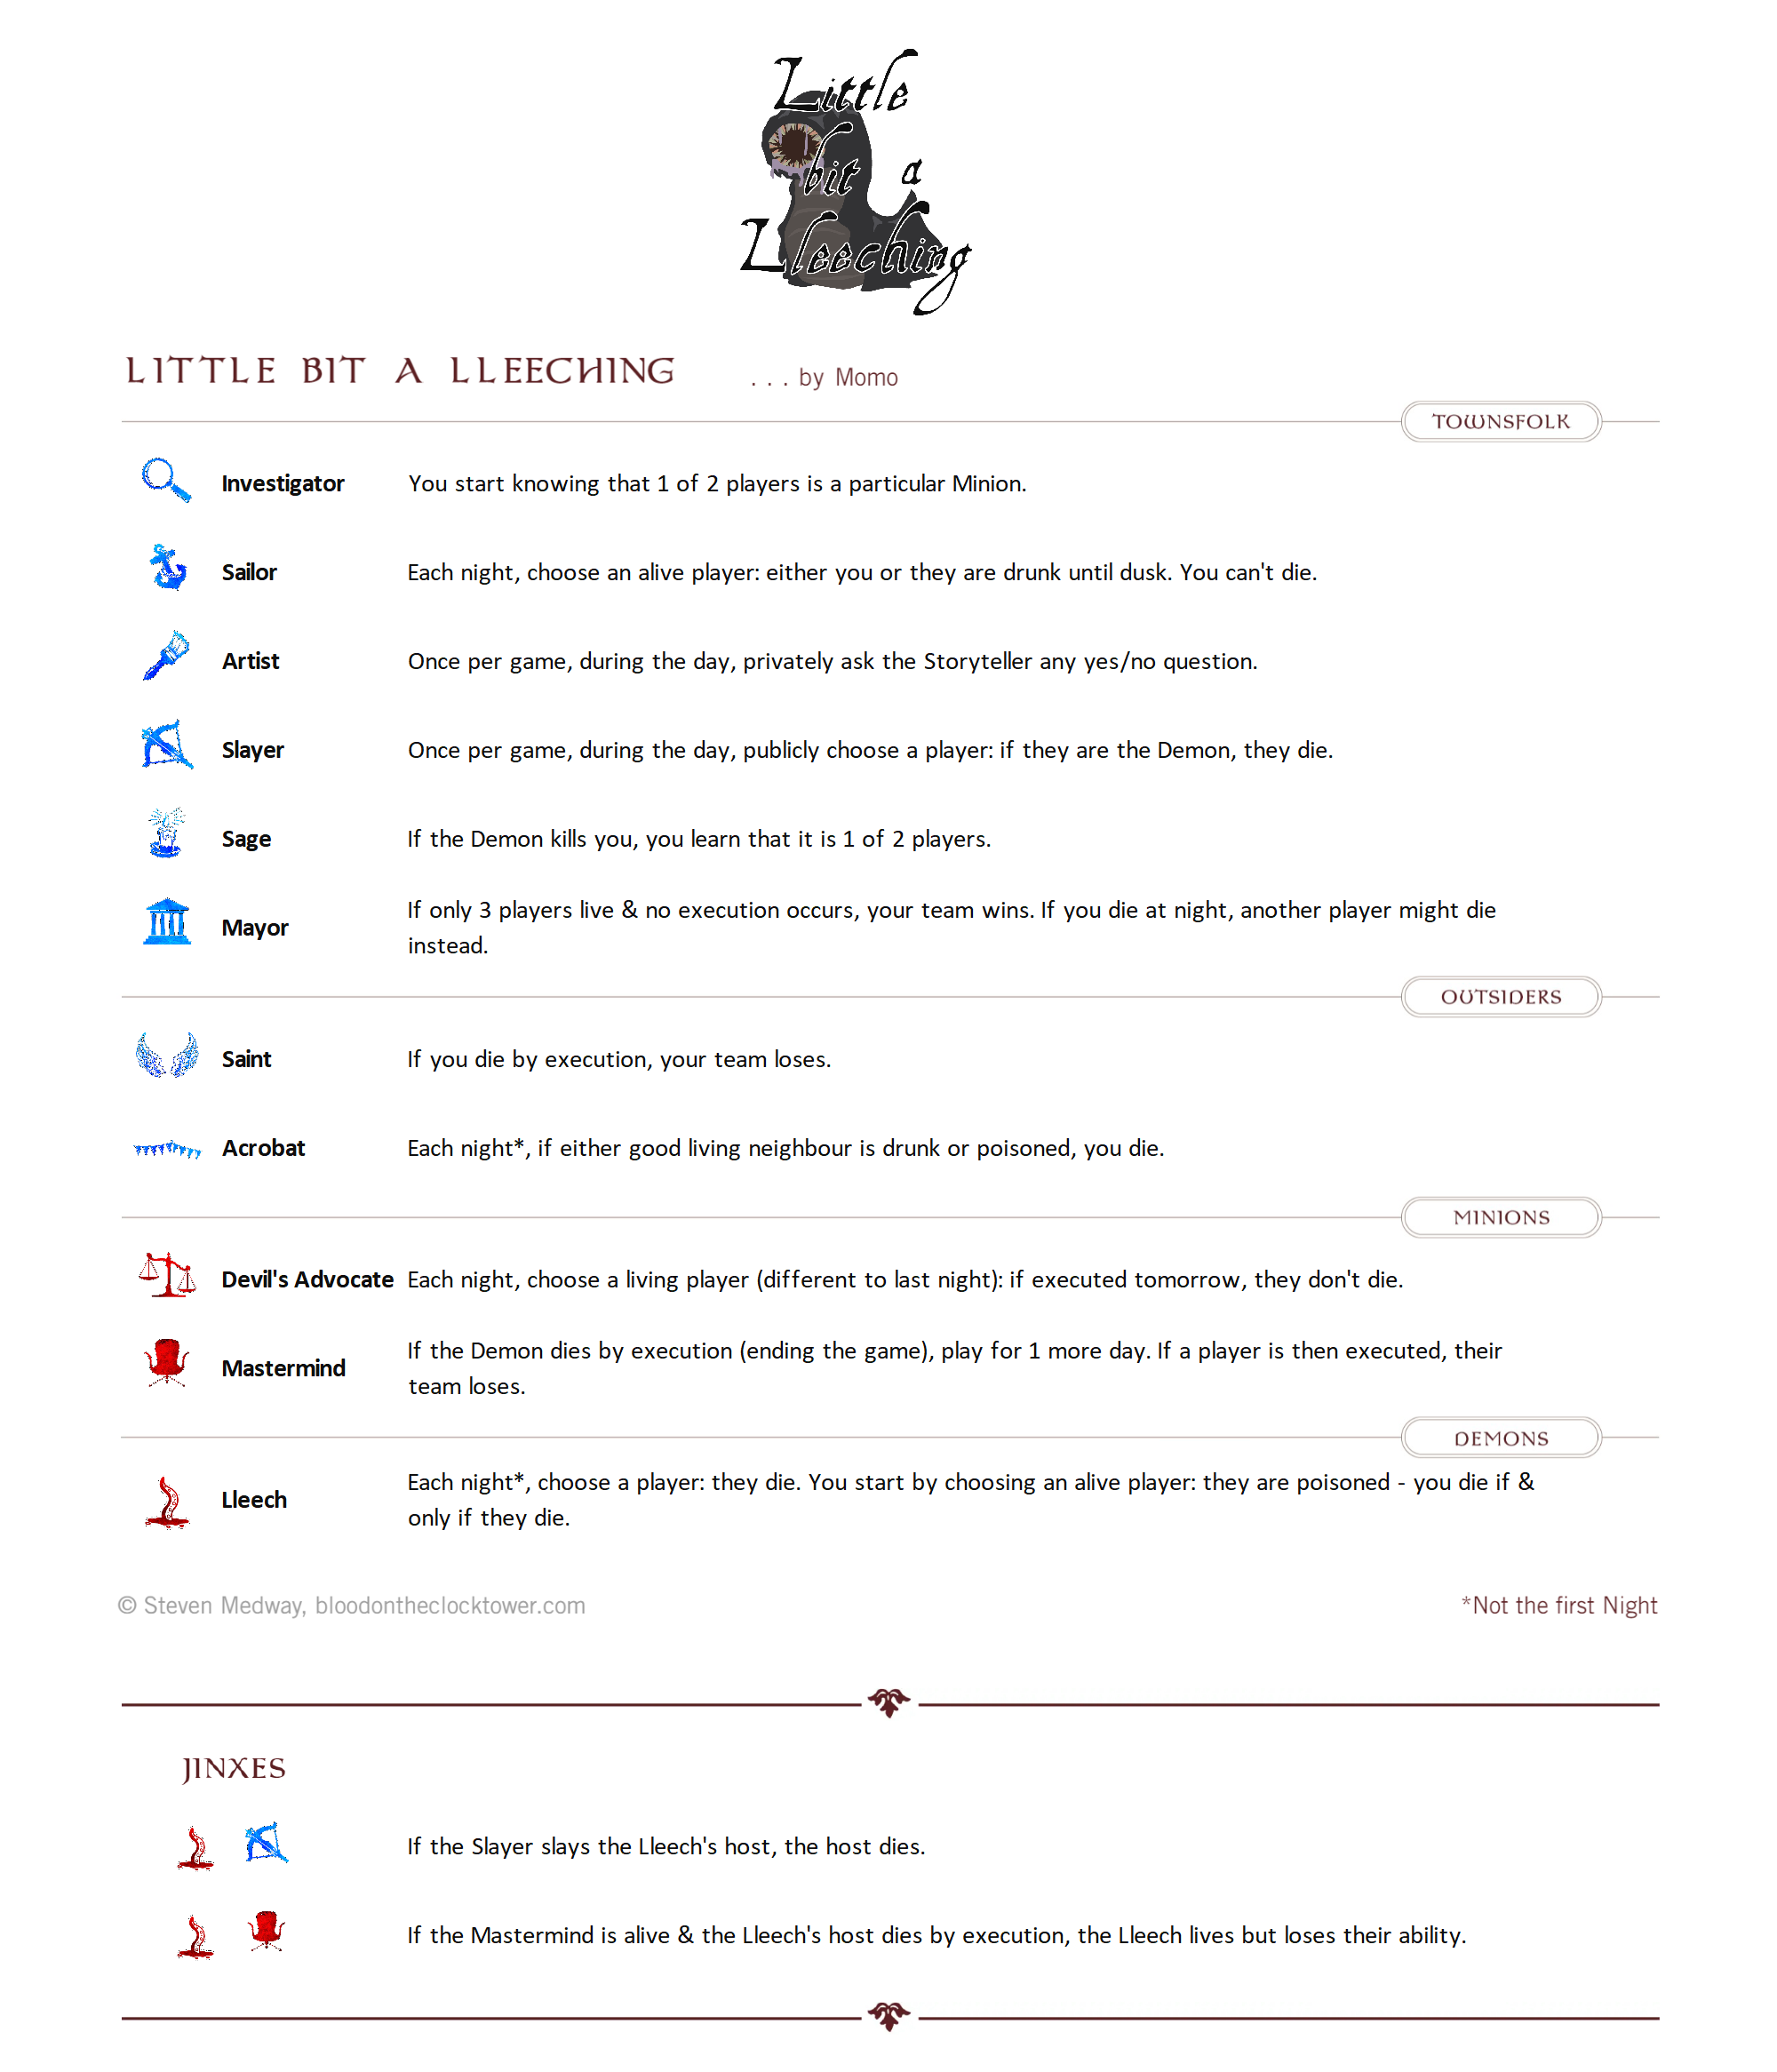 Little
bit a
Lleeching
LITTLE BIT A LLEECHING ... by Momo
TOWNSFOLK
Investigator You start knowing that 1 of 2 players is a particular Minion.
Sailor Each night, choose an alive player: either you or they are drunk until dusk. You can't die.
Artist Once per game, during the day, privately ask the Storyteller any yes/no question.
Slayer Once per game, during the day, publicly choose a player: if they are the Demon, they die.
Sage If the Demon kills you, you learn that it is 1 of 2 players.
Mayor If only 3 players live & no execution occurs, your team wins. If you die at night, another player might die
instead.
OUTSIDERS
Saint If you die by execution, your team loses.
Acrobat Each night*, if either good living neighbour is drunk or poisoned, you die.
MINIONS
Devil's Advocate Each night, choose a living player (different to last night): if executed tomorrow, they don't die.
Mastermind If the Demon dies by execution (ending the game), play for 1 more day. If a player is then executed, their
team loses.
DEMONS
Lleech Each night*, choose a player: they die. You start by choosing an alive player: they are poisoned - you die if &
only if they die.
© Steven Medway, bloodontheclocktower.com *Not the first Night
JINXES
If the Slayer slays the Lleech's host, the host dies.
If the Mastermind is alive & the Lleech's host dies by execution, the Lleech lives but loses their ability.